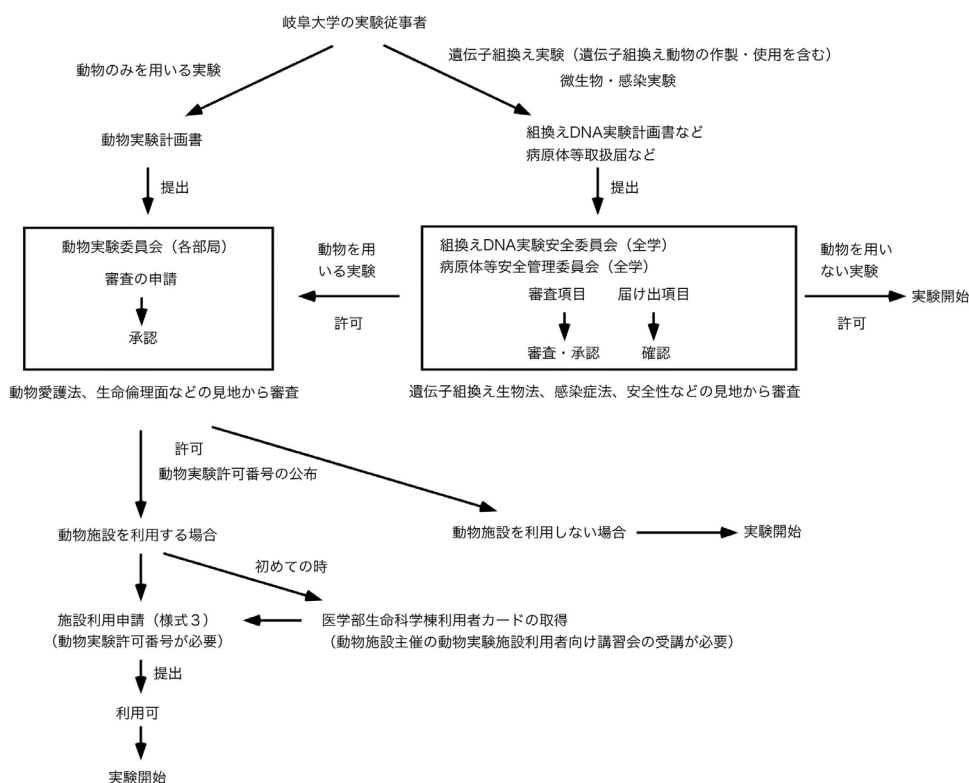 岐阜大学の実験従事者
動物のみを用いる実験
遺伝子組換え実験（遺伝子組換え動物の作製・使用を含む）
微生物・感染実験
動物実験計画書
組換えDNA実験計画書など
病原体等取扱届など
提出
提出
動物実験委員会（各部局）
審査の申請
承認
動物を用
いる実験
許可
組換えDNA実験安全委員会（全学）
病原体等安全管理委員会（全学）
審査項目
届け出項目
審査・承認
確認
動物を用い
ない実験
許可
実験開始
動物愛護法、生命倫理面などの見地から審査
遺伝子組換え生物法、感染症法、安全性などの見地から審査
許可
動物実験許可番号の公布
動物施設を利用する場合
動物施設を利用しない場合
実験開始
初めての時
施設利用申請（様式３）
（動物実験許可番号が必要）
医学部生命科学棟利用者カードの取得
（動物施設主催の動物実験施設利用者向け講習会の受講が必要）
提出
利用可
実験開始